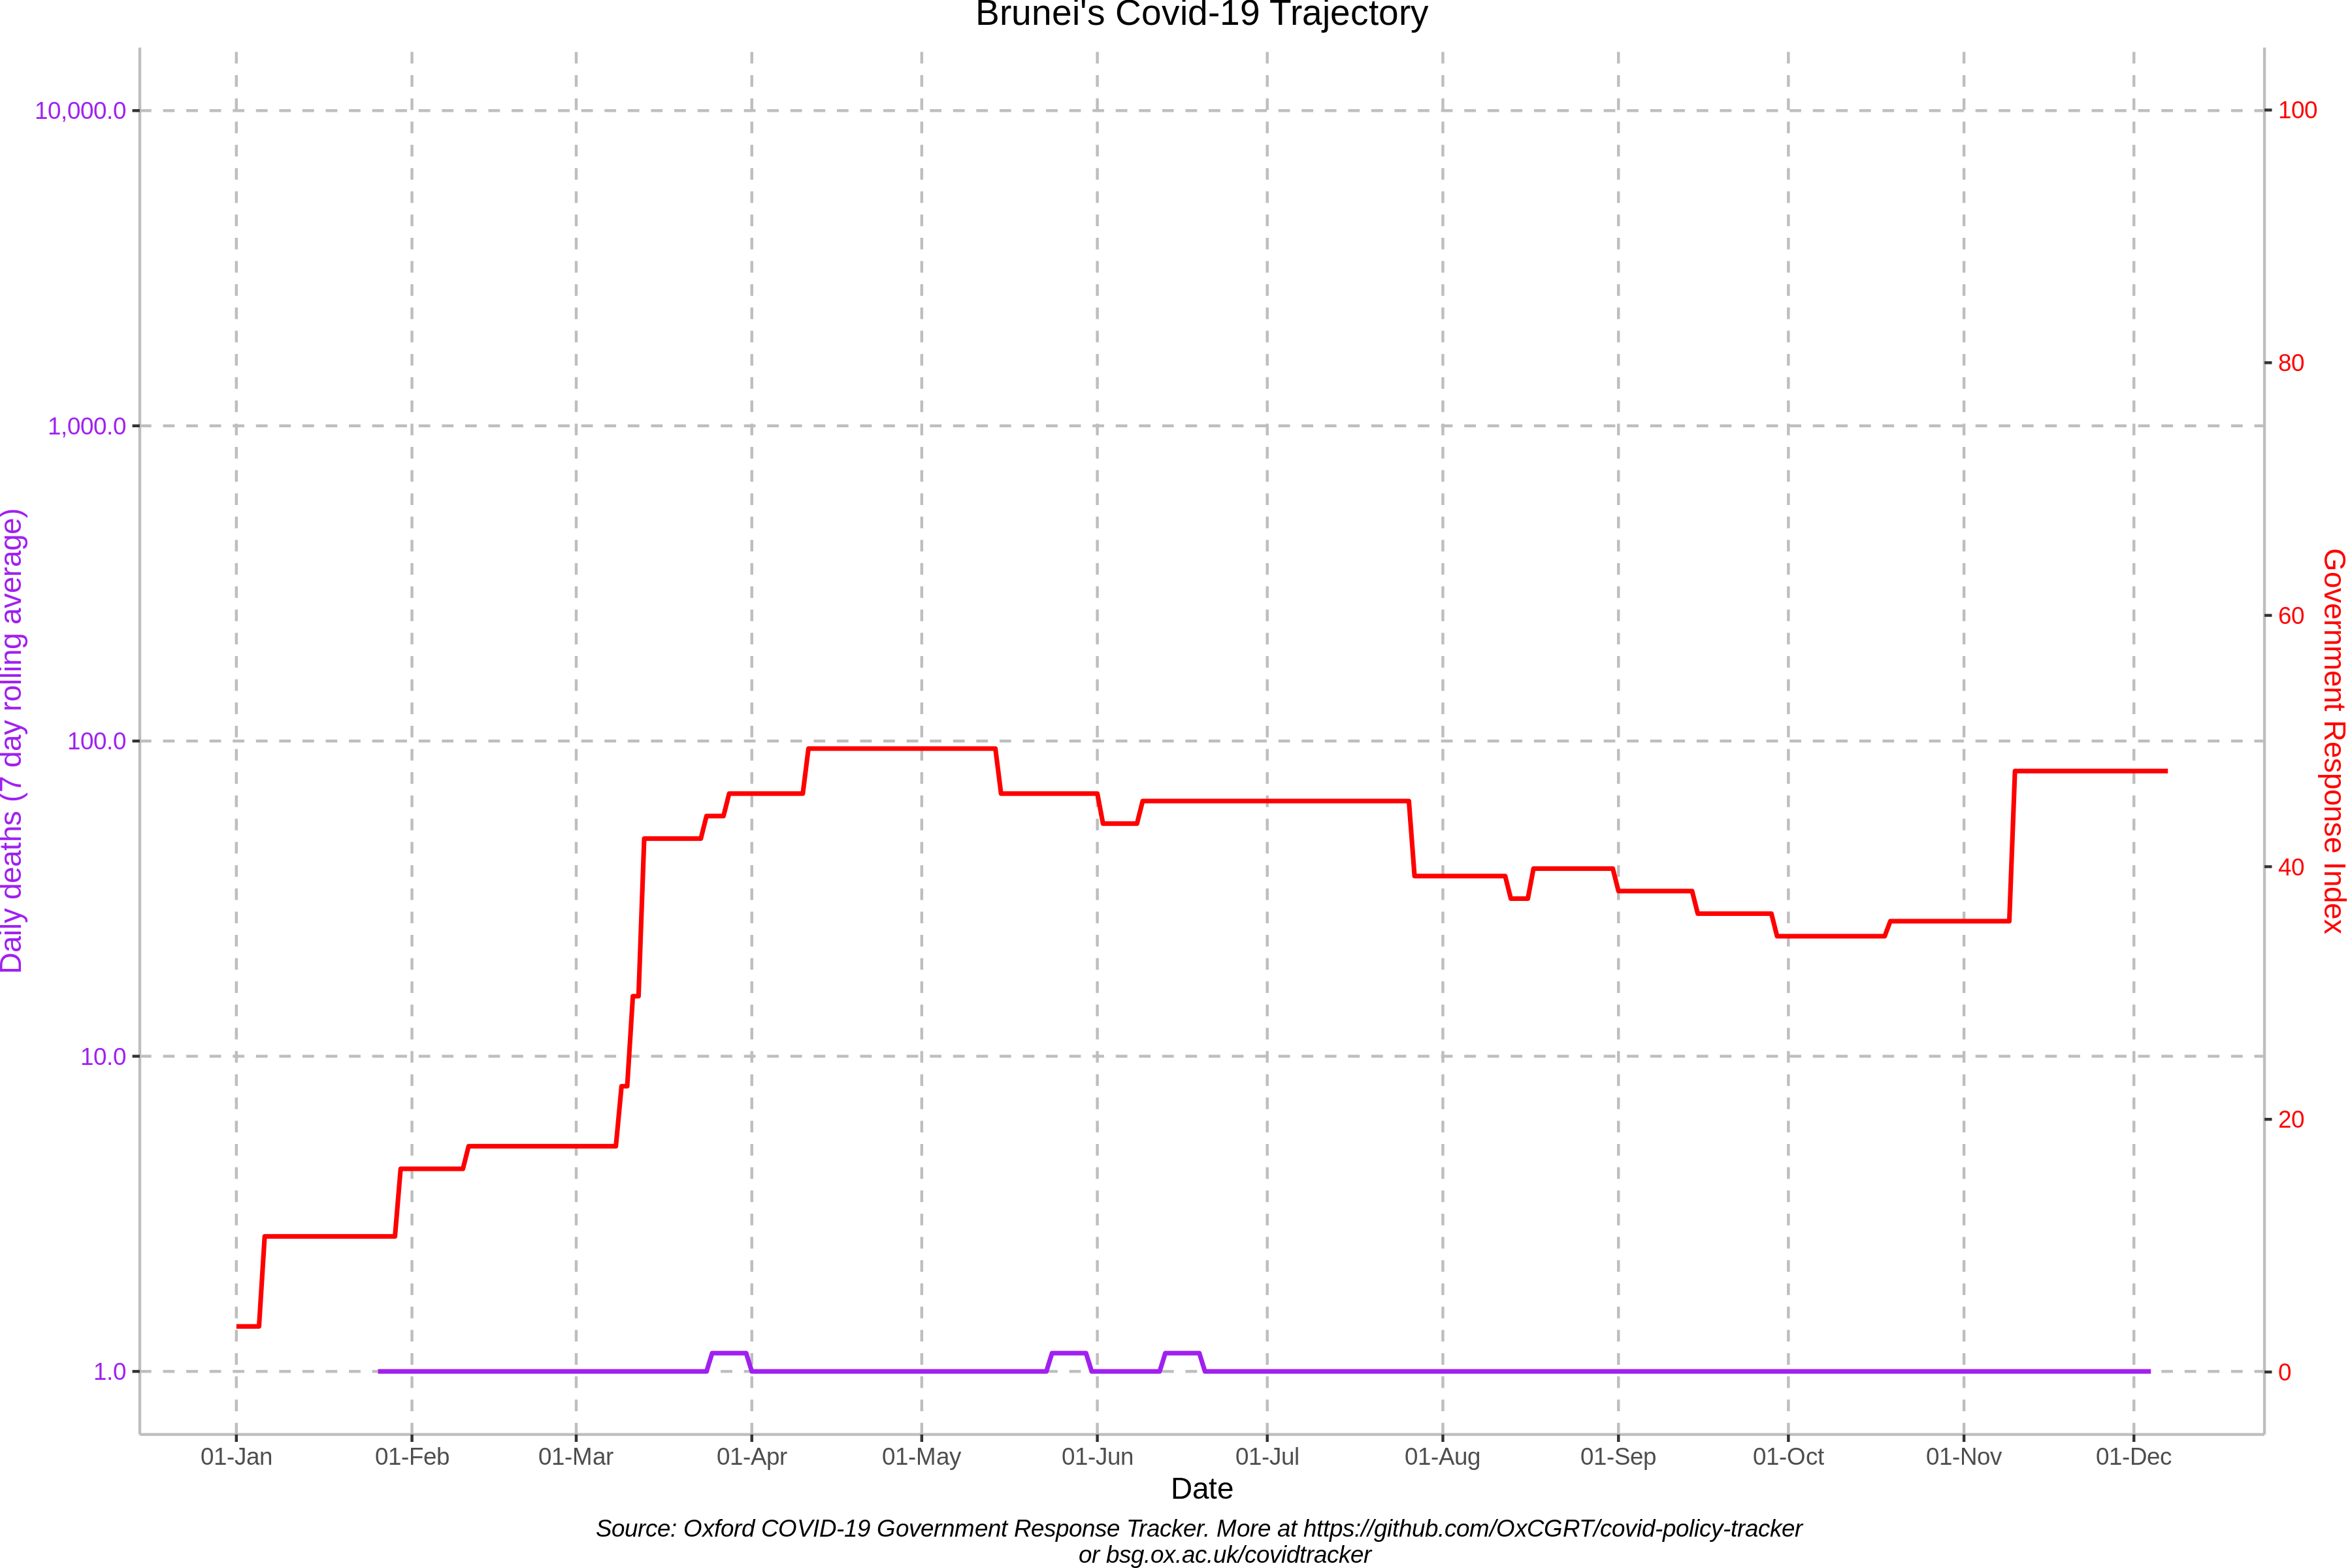 Brunei's Covid-19 Trajectory
Daily deaths (7 day rolling average)
10,000.0
1,000.0
100.0
10.0
1.0
100
80
60
40
20
0
Government Response Index
01-Jan 01-Feb 01-Mar 01-Apr 01-May 01-Jun 01-Jul 01-Aug 01-Sep 01-Oct 01-Nov 01-Dec
Date
Source: Oxford COVID-19 Government Response Tracker. More at https://github.com/OxCGRT/covid-policy-tracker
or bsg.ox.ac.uk/covidtracker